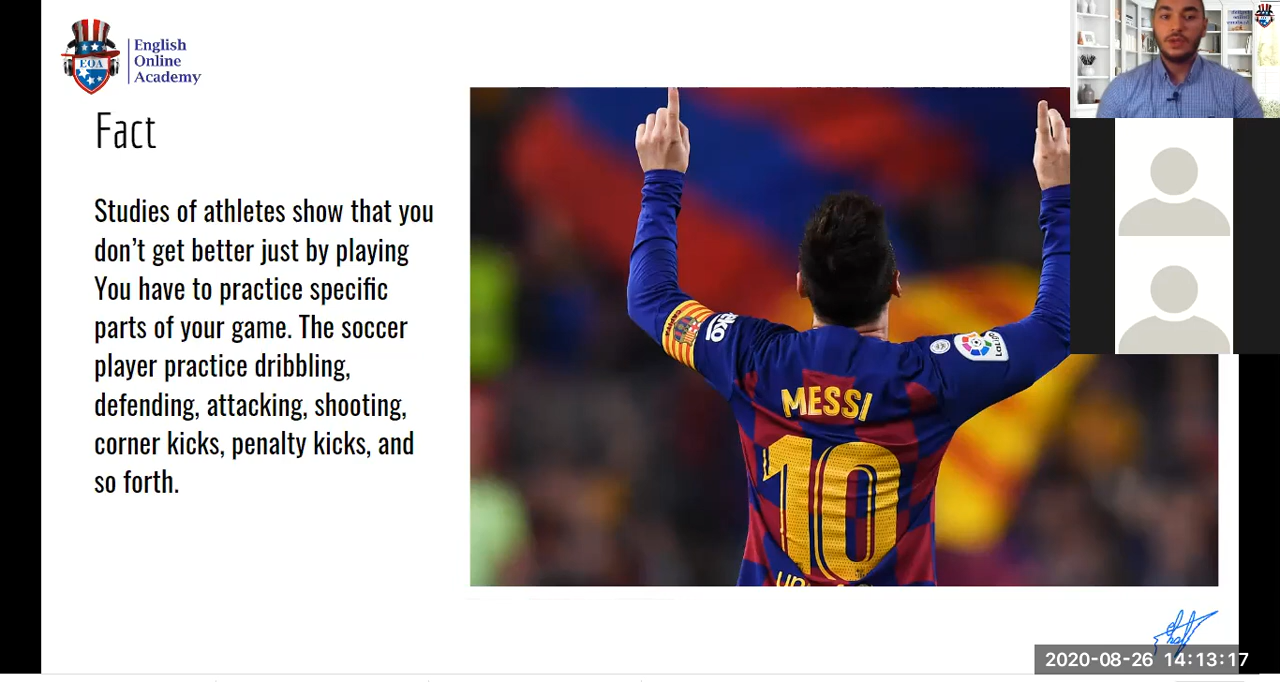 EOA
English
Online
Academy
Fact
Studies of athletes show that you
don’t get better just by playing
You have to practice specific
parts of your game. The soccer
player practice dribbling,
defending, attacking, shooting,
corner kicks, penalty kicks, and
so forth.
LaLiga
MESSI
10
2020-08-26 14:13:17